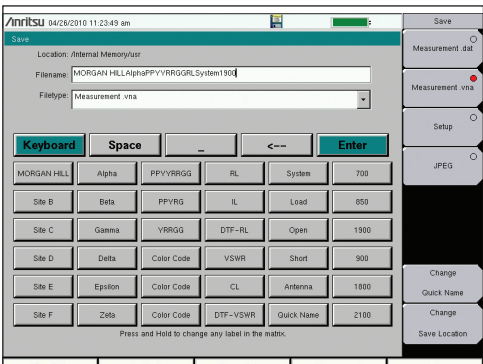 Anritsu 04/26/2010 11:23:49 am
Save
Save
Location: /Internal Memory/usr
Filename: MORGAN HILLAlphaPPYYRRGGRLSystem1900
Filetype: Measurement .vna
Keyboard Space _ <-- Enter
MORGAN HILL Alpha PPYYRRGG RL System 700
Site B Beta PPYRG IL Load 850
Site C Gamma YRRGG DTF-RL Open 1900
Site D Delta Color Code VSWR Short 900
Site E Epsilon Color Code CL Antenna 1800
Site F Zeta Color Code DTF-VSWR Quick Name 2100
Press and Hold to change any label in the matrix.
Measurement .dat
Measurement .vna
Setup
JPEG
Change
Quick Name
Change
Save Location